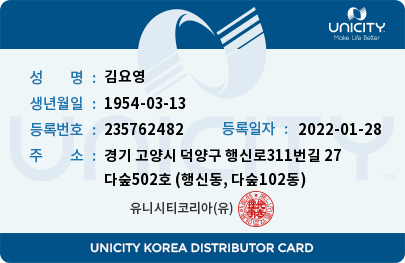 UNICITY
Make Life Better
성 명 : 김요영
생년월일 : 1954-03-13
등록번호 : 235762482 등록일자 : 2022-01-28
주 소 : 경기 고양시 덕양구 행신로311번길 27
다숲502호 (행신동, 다숲102동)
유니시티코리아(유)
UNICITY
UNICITY KOREA DISTRIBUTOR CARD